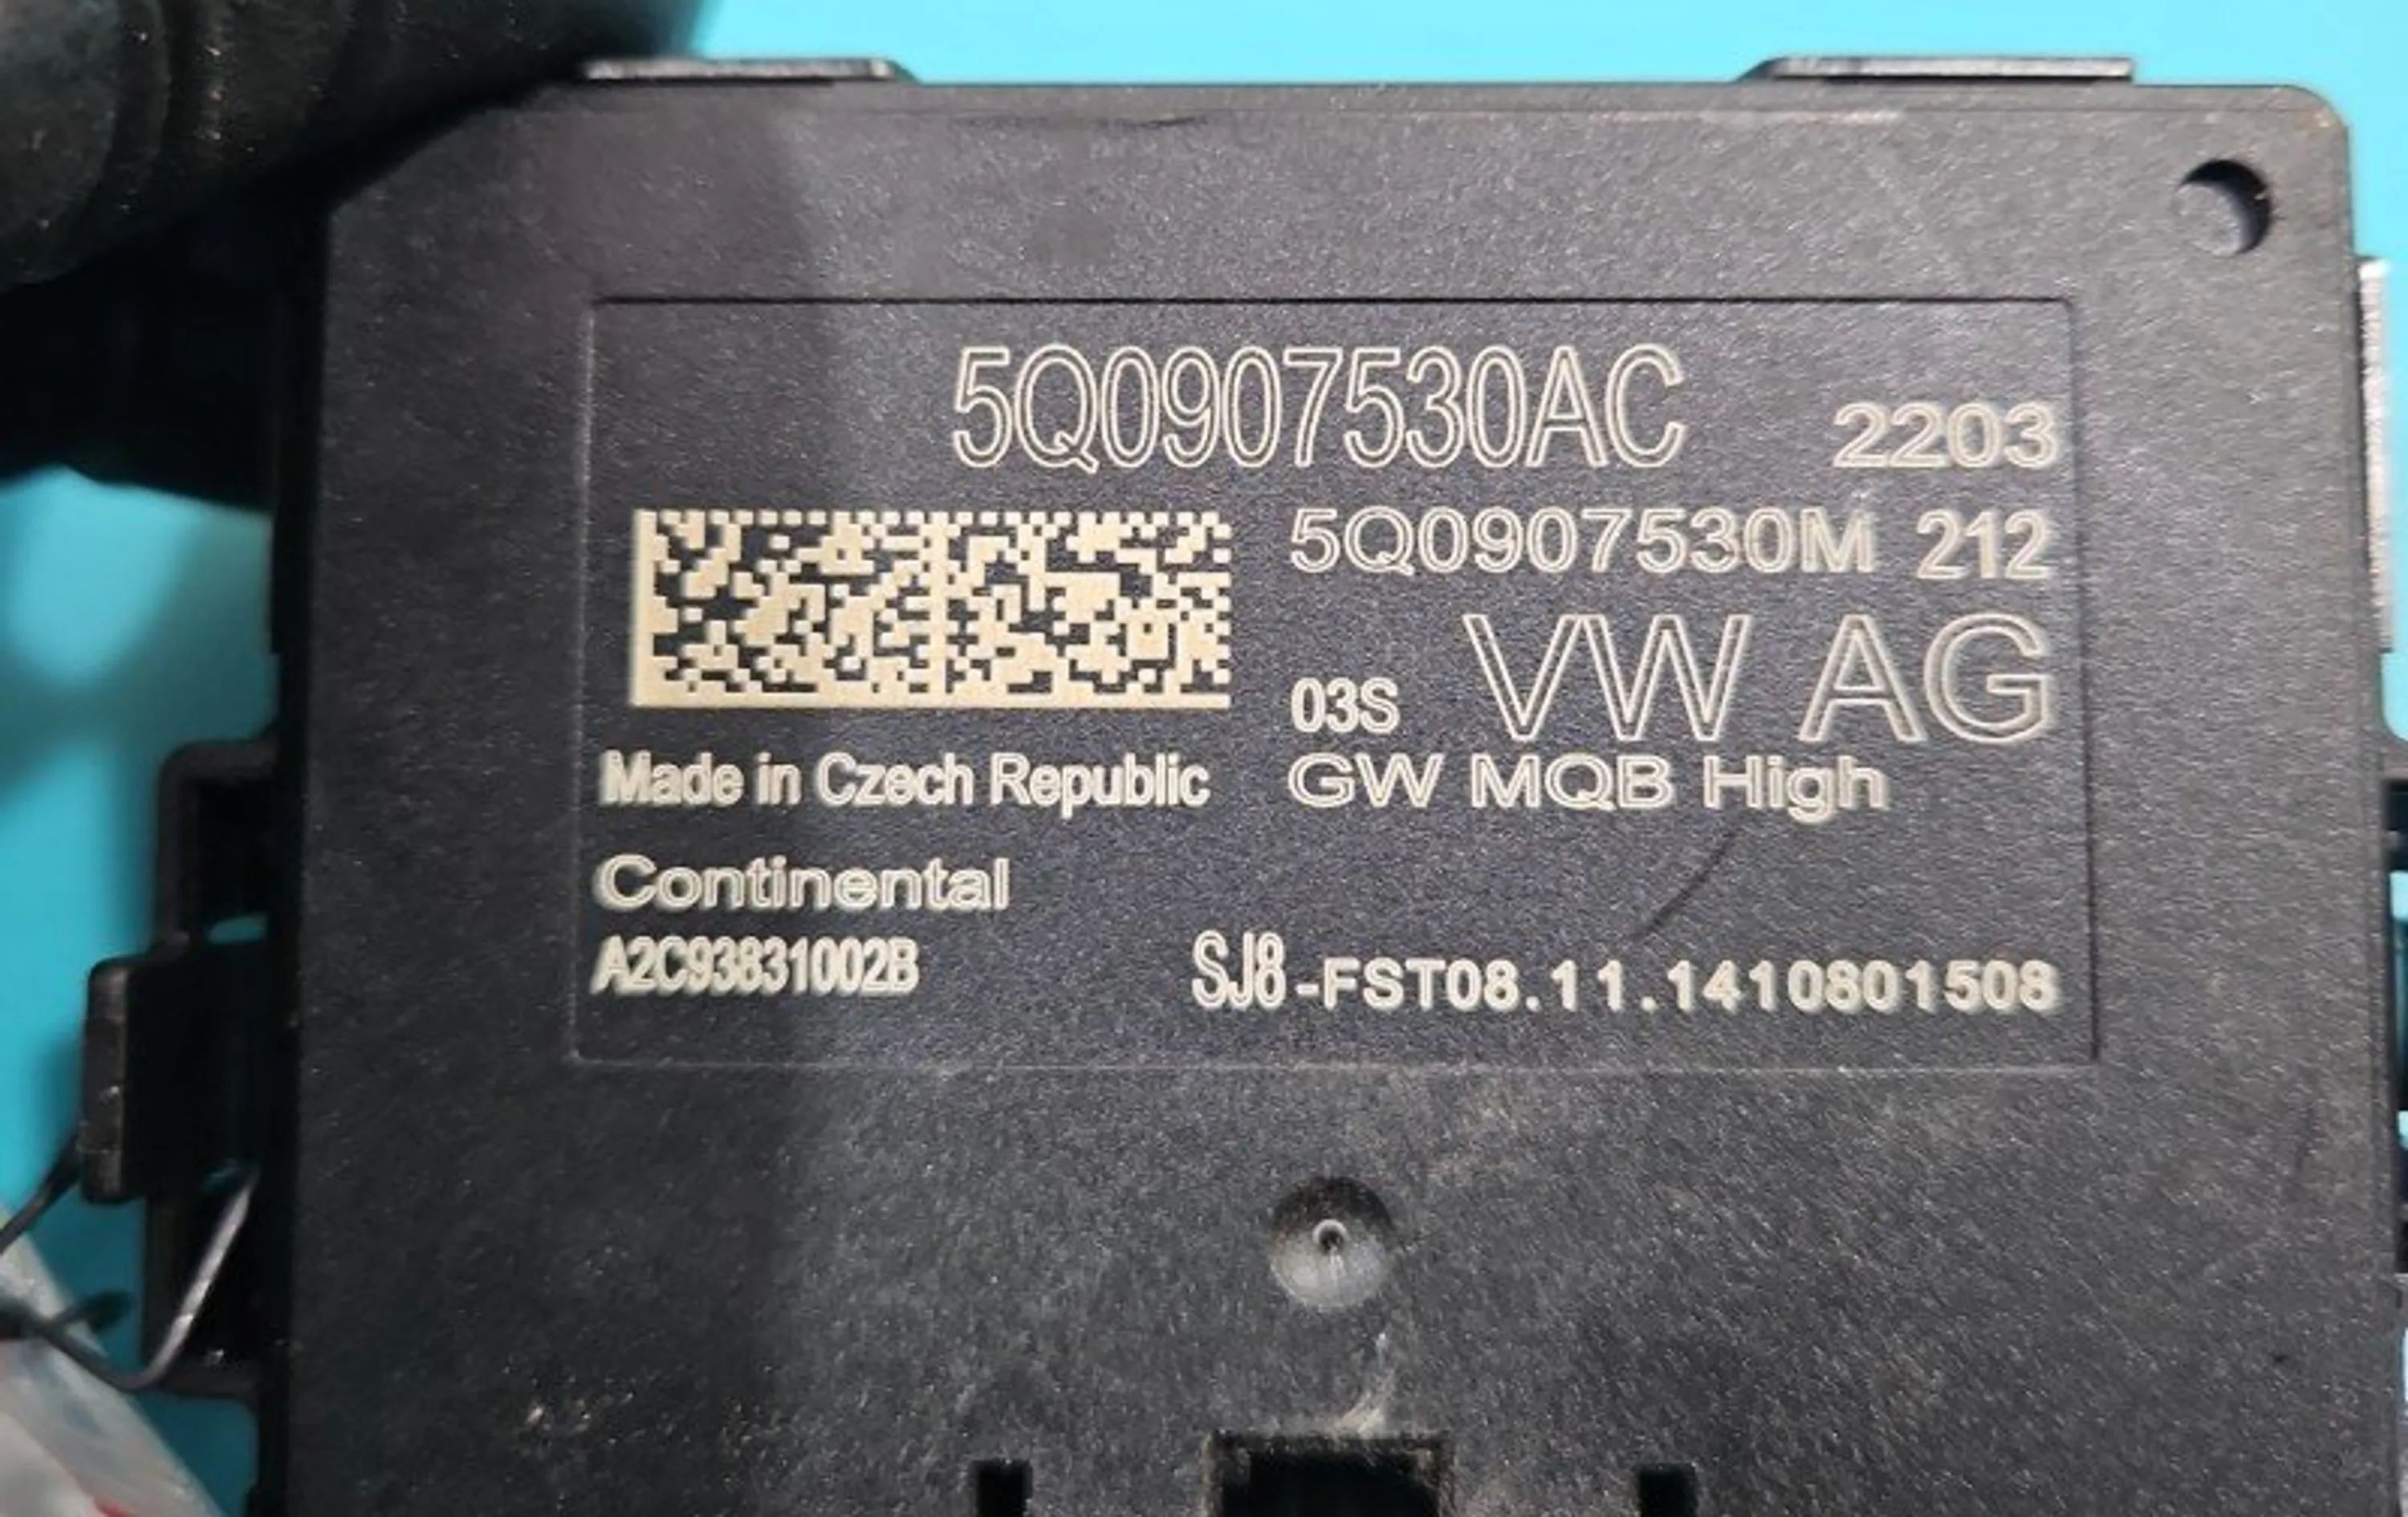 5Q0907530AC 2203
5Q0907530M 212
03S VW AG
Made in Czech Republic GW MQB High
Continental
A2C93831002B SJ8-FST08.11.1410801508